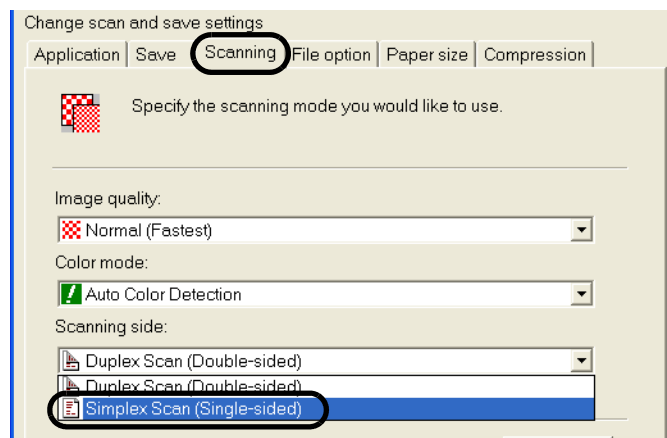 Change scan and save settings
Application Save Scanning File option Paper size Compression
Specify the scanning mode you would like to use.
Image quality:
Normal (Fastest)
Color mode:
Auto Color Detection
Scanning side:
Duplex Scan (Double-sided)
Duplex Scan (Double-sided)
Simplex Scan (Single-sided)